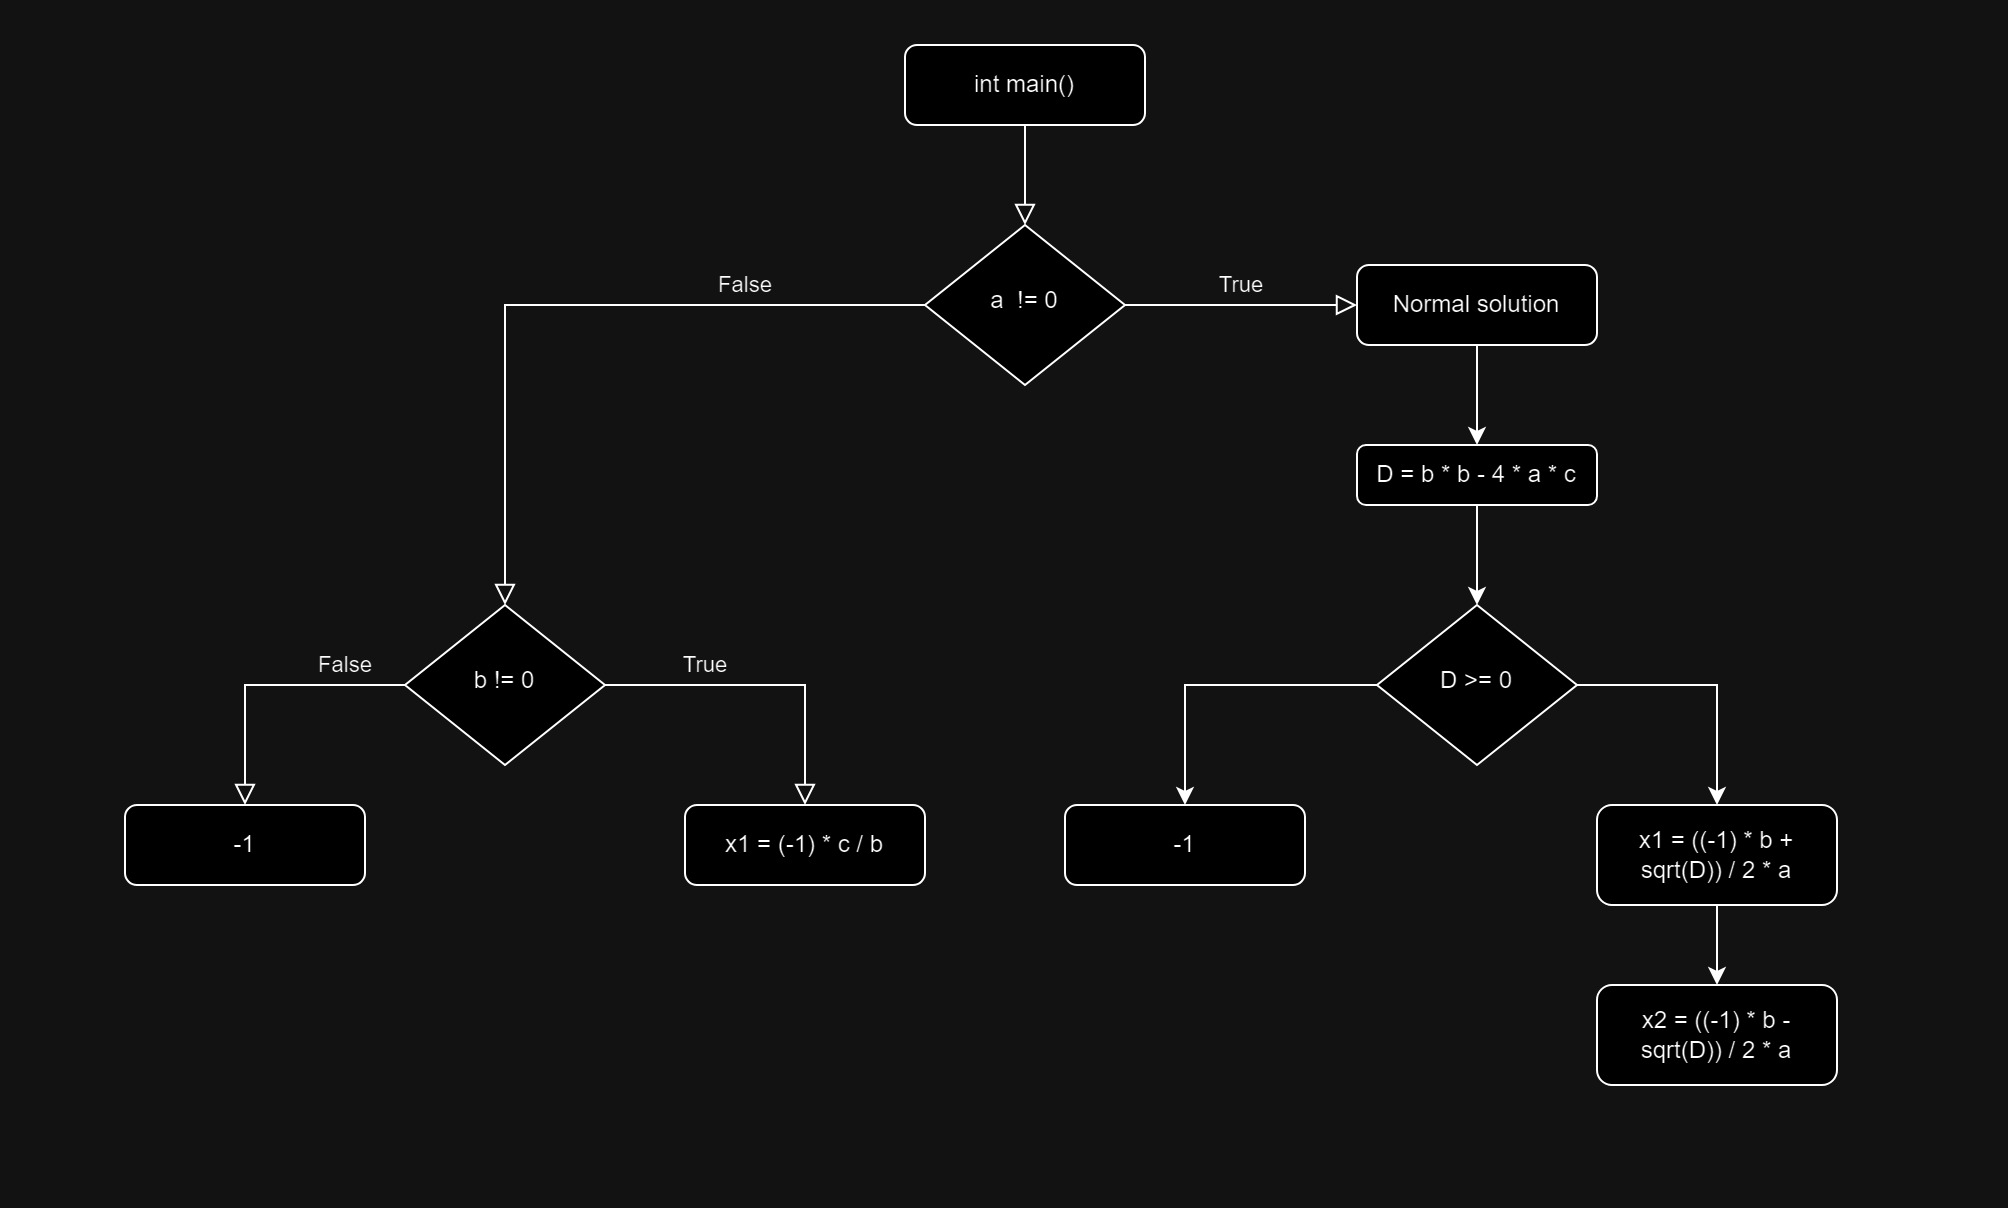 int main()
False
True
a  != 0
Normal solution
D = b * b - 4 * a * c
False
True
b != 0
D >= 0
-1
x1 = (-1) * c / b
-1
x1 = ((-1) * b +
sqrt(D)) / 2 * a
x2 = ((-1) * b -
sqrt(D)) / 2 * a